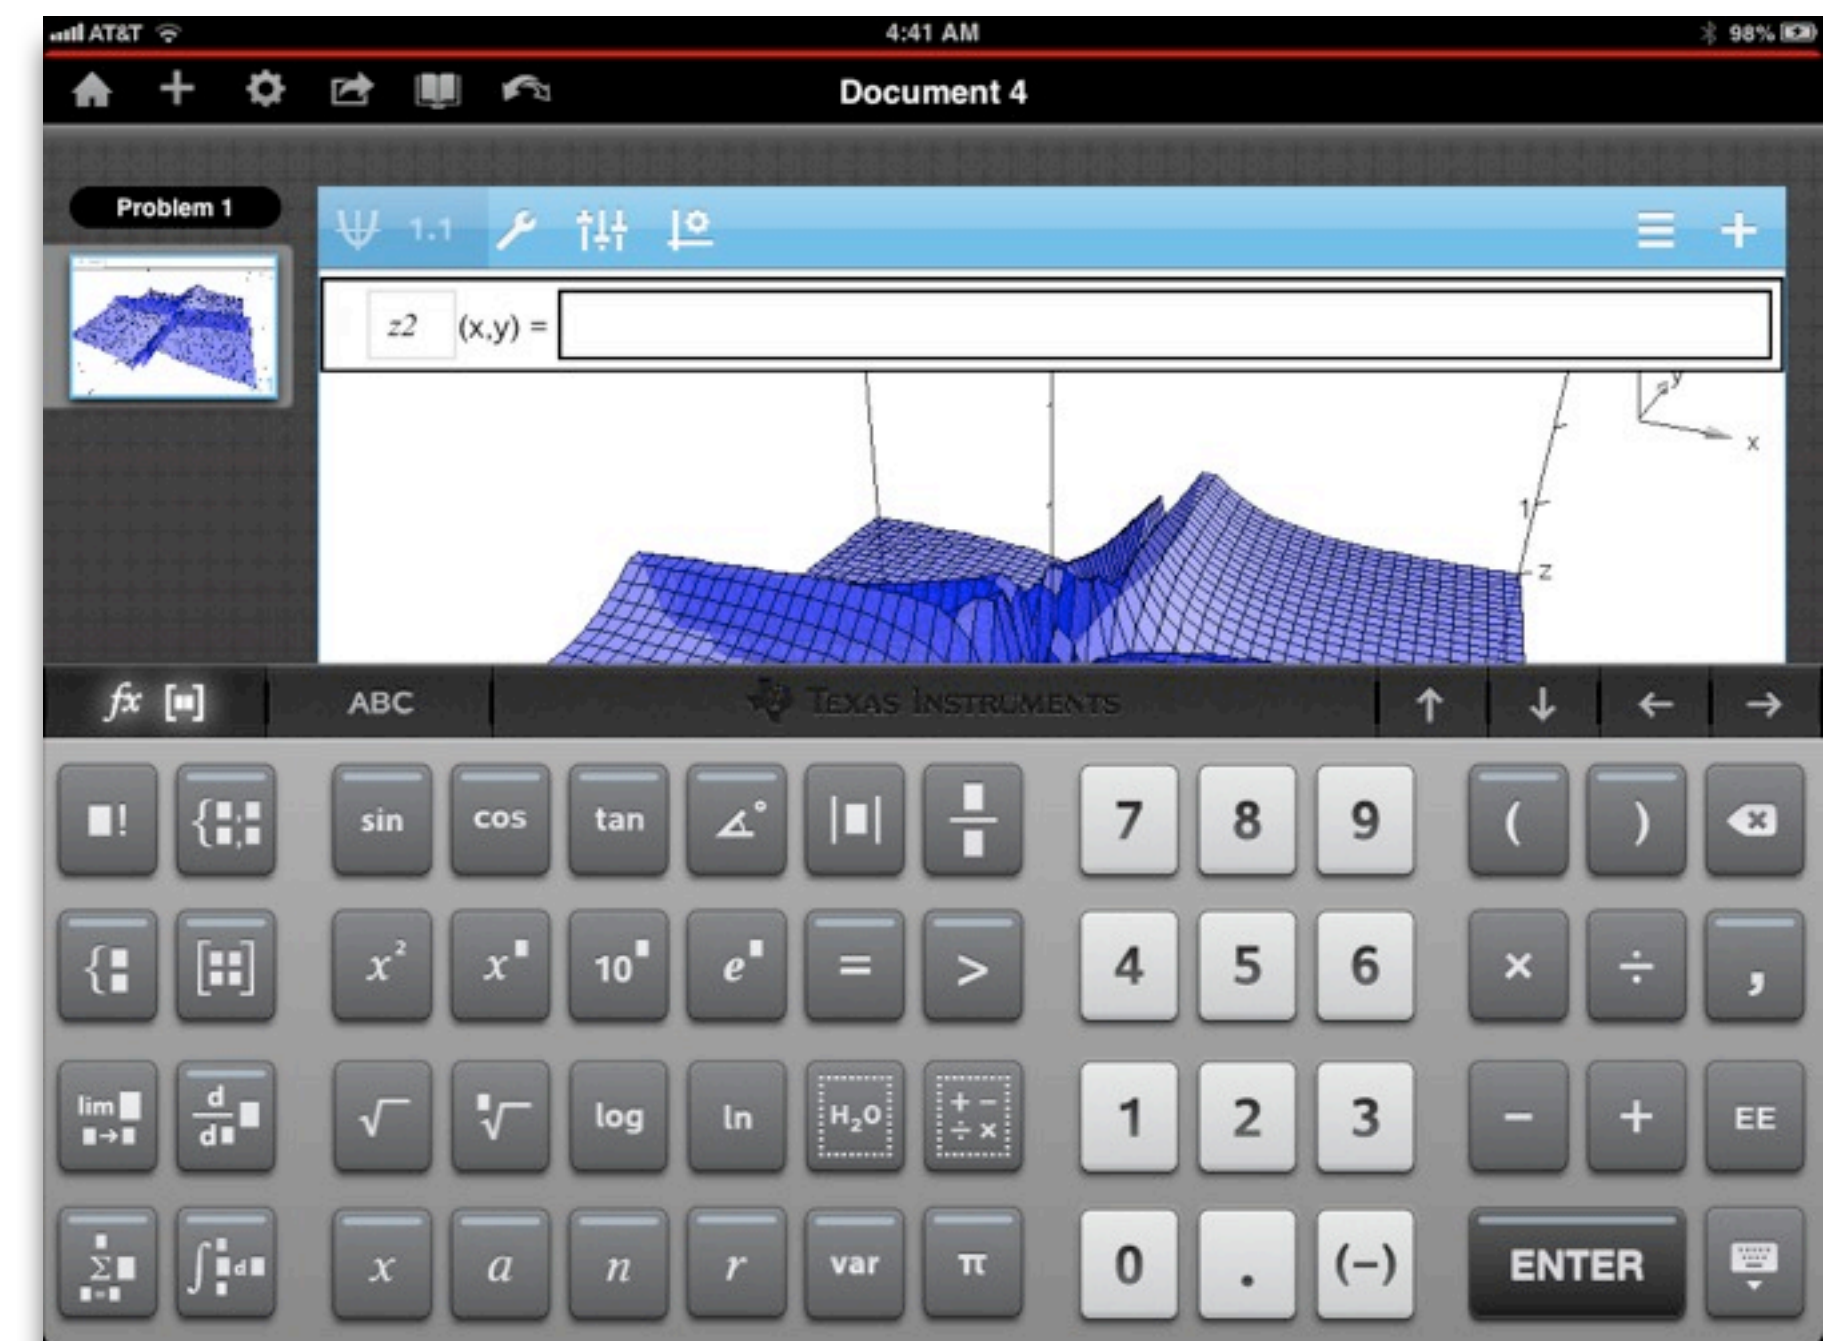 AT&T 4:41 AM 98%
Document 4
Problem 1
1.1
z2 (x,y) =
y
x
1
z
fx ABC TEXAS INSTRUMENTS ↑ ↓ ← →
! { , sin cos tan ° | | 7 8 9 ( )
{ [ ] x² x 10 e = > 4 5 6 × ÷ ,
lim → d/d √ √ log ln H₂O + − ÷ × 1 2 3 − + EE
Σ = ∫ d x a n r var π 0 . (−) ENTER